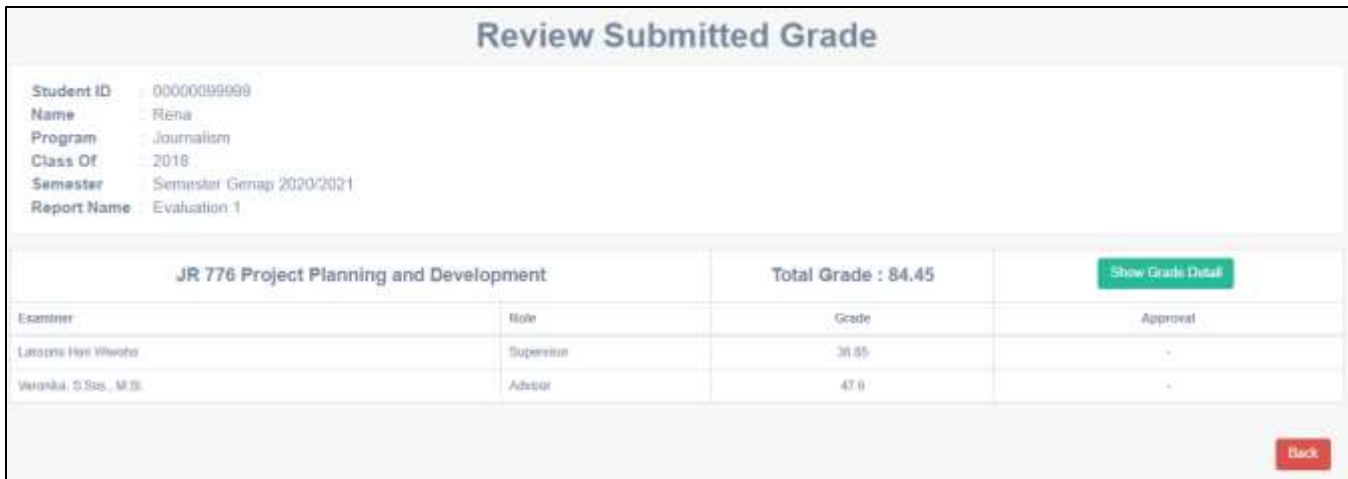 Review Submitted Grade
Student ID : 00000099999
Name : Rena
Program : Journalism
Class Of : 2018
Semester : Semester Genap 2020/2021
Report Name : Evaluation 1
JR 776 Project Planning and Development Total Grade : 84.45 Show Grade Detail
Examiner Role Grade Approval
Hari Wiwoho Supervisor 36.85 -
Veronika, S.Sos., M.Si. Advisor 47.6 -
Back